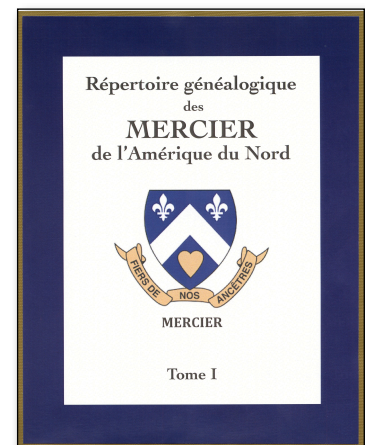 Répertoire généalogique
des
MERCIER
de l'Amérique du Nord
FIERS DE NOS ANCÊTRES
MERCIER
Tome I